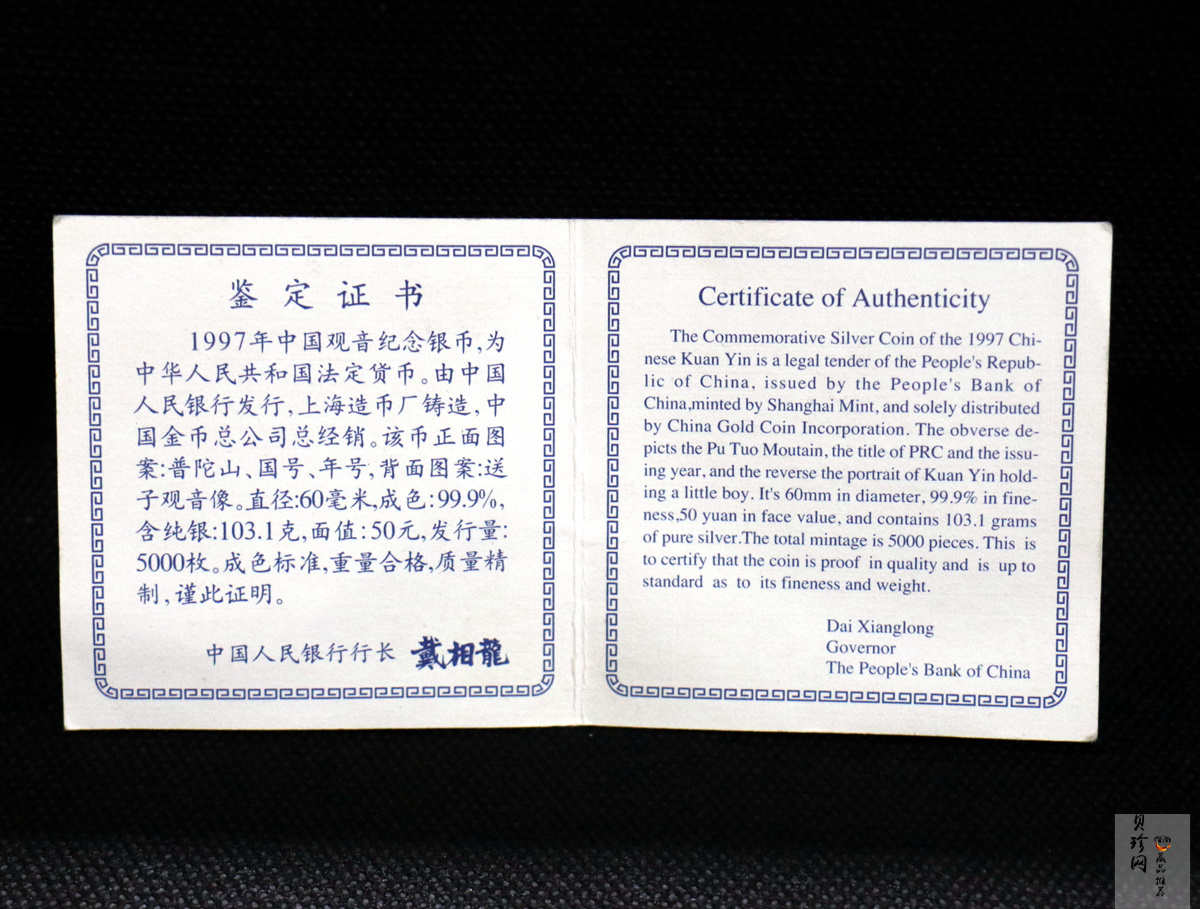 鉴定证书
1997年中国观音纪念银币,为
中华人民共和国法定货币。由中国
人民银行发行,上海造币厂铸造,中
国金币总公司总经销。该币正面图
案:普陀山、国号、年号,背面图案:送
子观音像。直径:60毫米,成色:99.9%,
含纯银:103.1克,面值:50元,发行量:
5000枚。成色标准,重量合格,质量精
制,谨此证明。
中国人民银行行长 戴相龍
Certificate of Authenticity
The Commemorative Silver Coin of the 1997 Chi-
nese Kuan Yin is a legal tender of the People's Repub-
lic of China, issued by the People's Bank of
China,minted by Shanghai Mint, and solely distributed
by China Gold Coin Incorporation. The obverse de-
picts the Pu Tuo Moutain, the title of PRC and the issu-
ing year, and the reverse the portrait of Kuan Yin hold-
ing a little boy. It's 60mm in diameter, 99.9% in fine-
ness,50 yuan in face value, and contains 103.1 grams
of pure silver.The total mintage is 5000 pieces. This is
to certify that the coin is proof in quality and is up to
standard as to its fineness and weight.
Dai Xianglong
Governor
The People's Bank of China
贝珍网
藏品推荐